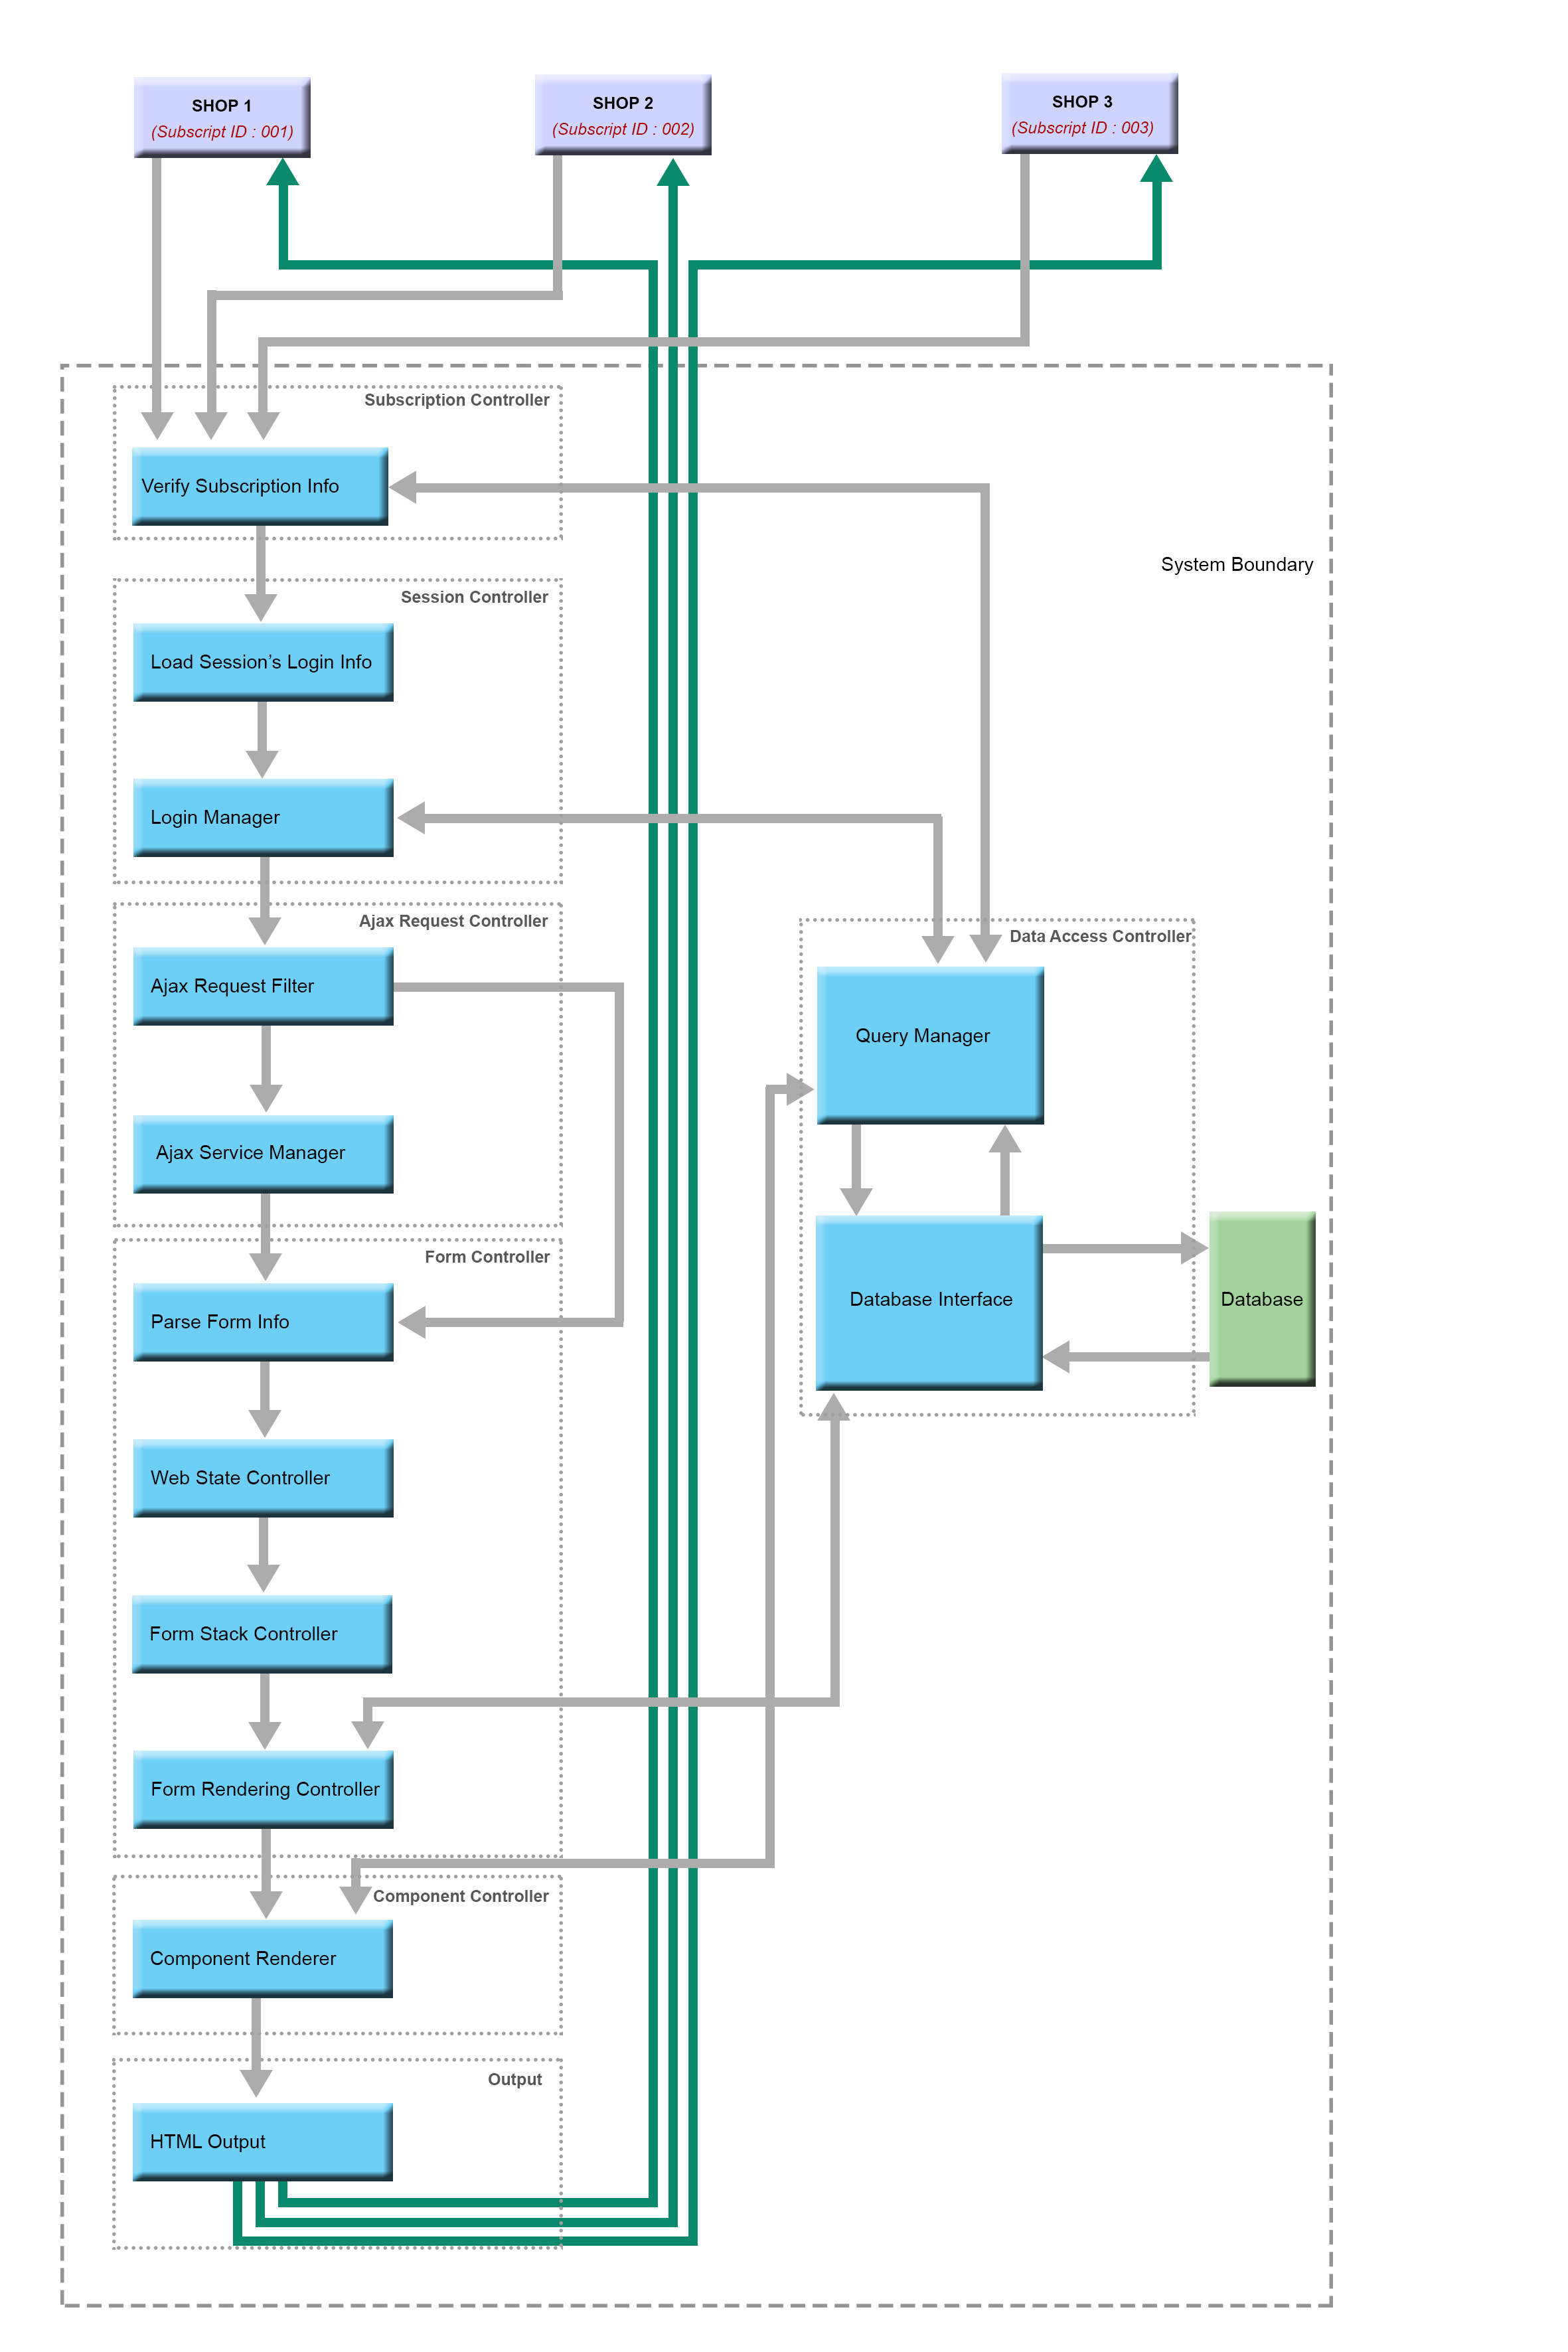 SHOP 1
(Subscript ID : 001)
SHOP 2
(Subscript ID : 002)
SHOP 3
(Subscript ID : 003)
Subscription Controller
Verify Subscription Info
System Boundary
Session Controller
Load Session’s Login Info
Login Manager
Ajax Request Controller
Ajax Request Filter
Ajax Service Manager
Data Access Controller
Query Manager
Database Interface
Database
Form Controller
Parse Form Info
Web State Controller
Form Stack Controller
Form Rendering Controller
Component Controller
Component Renderer
Output
HTML Output